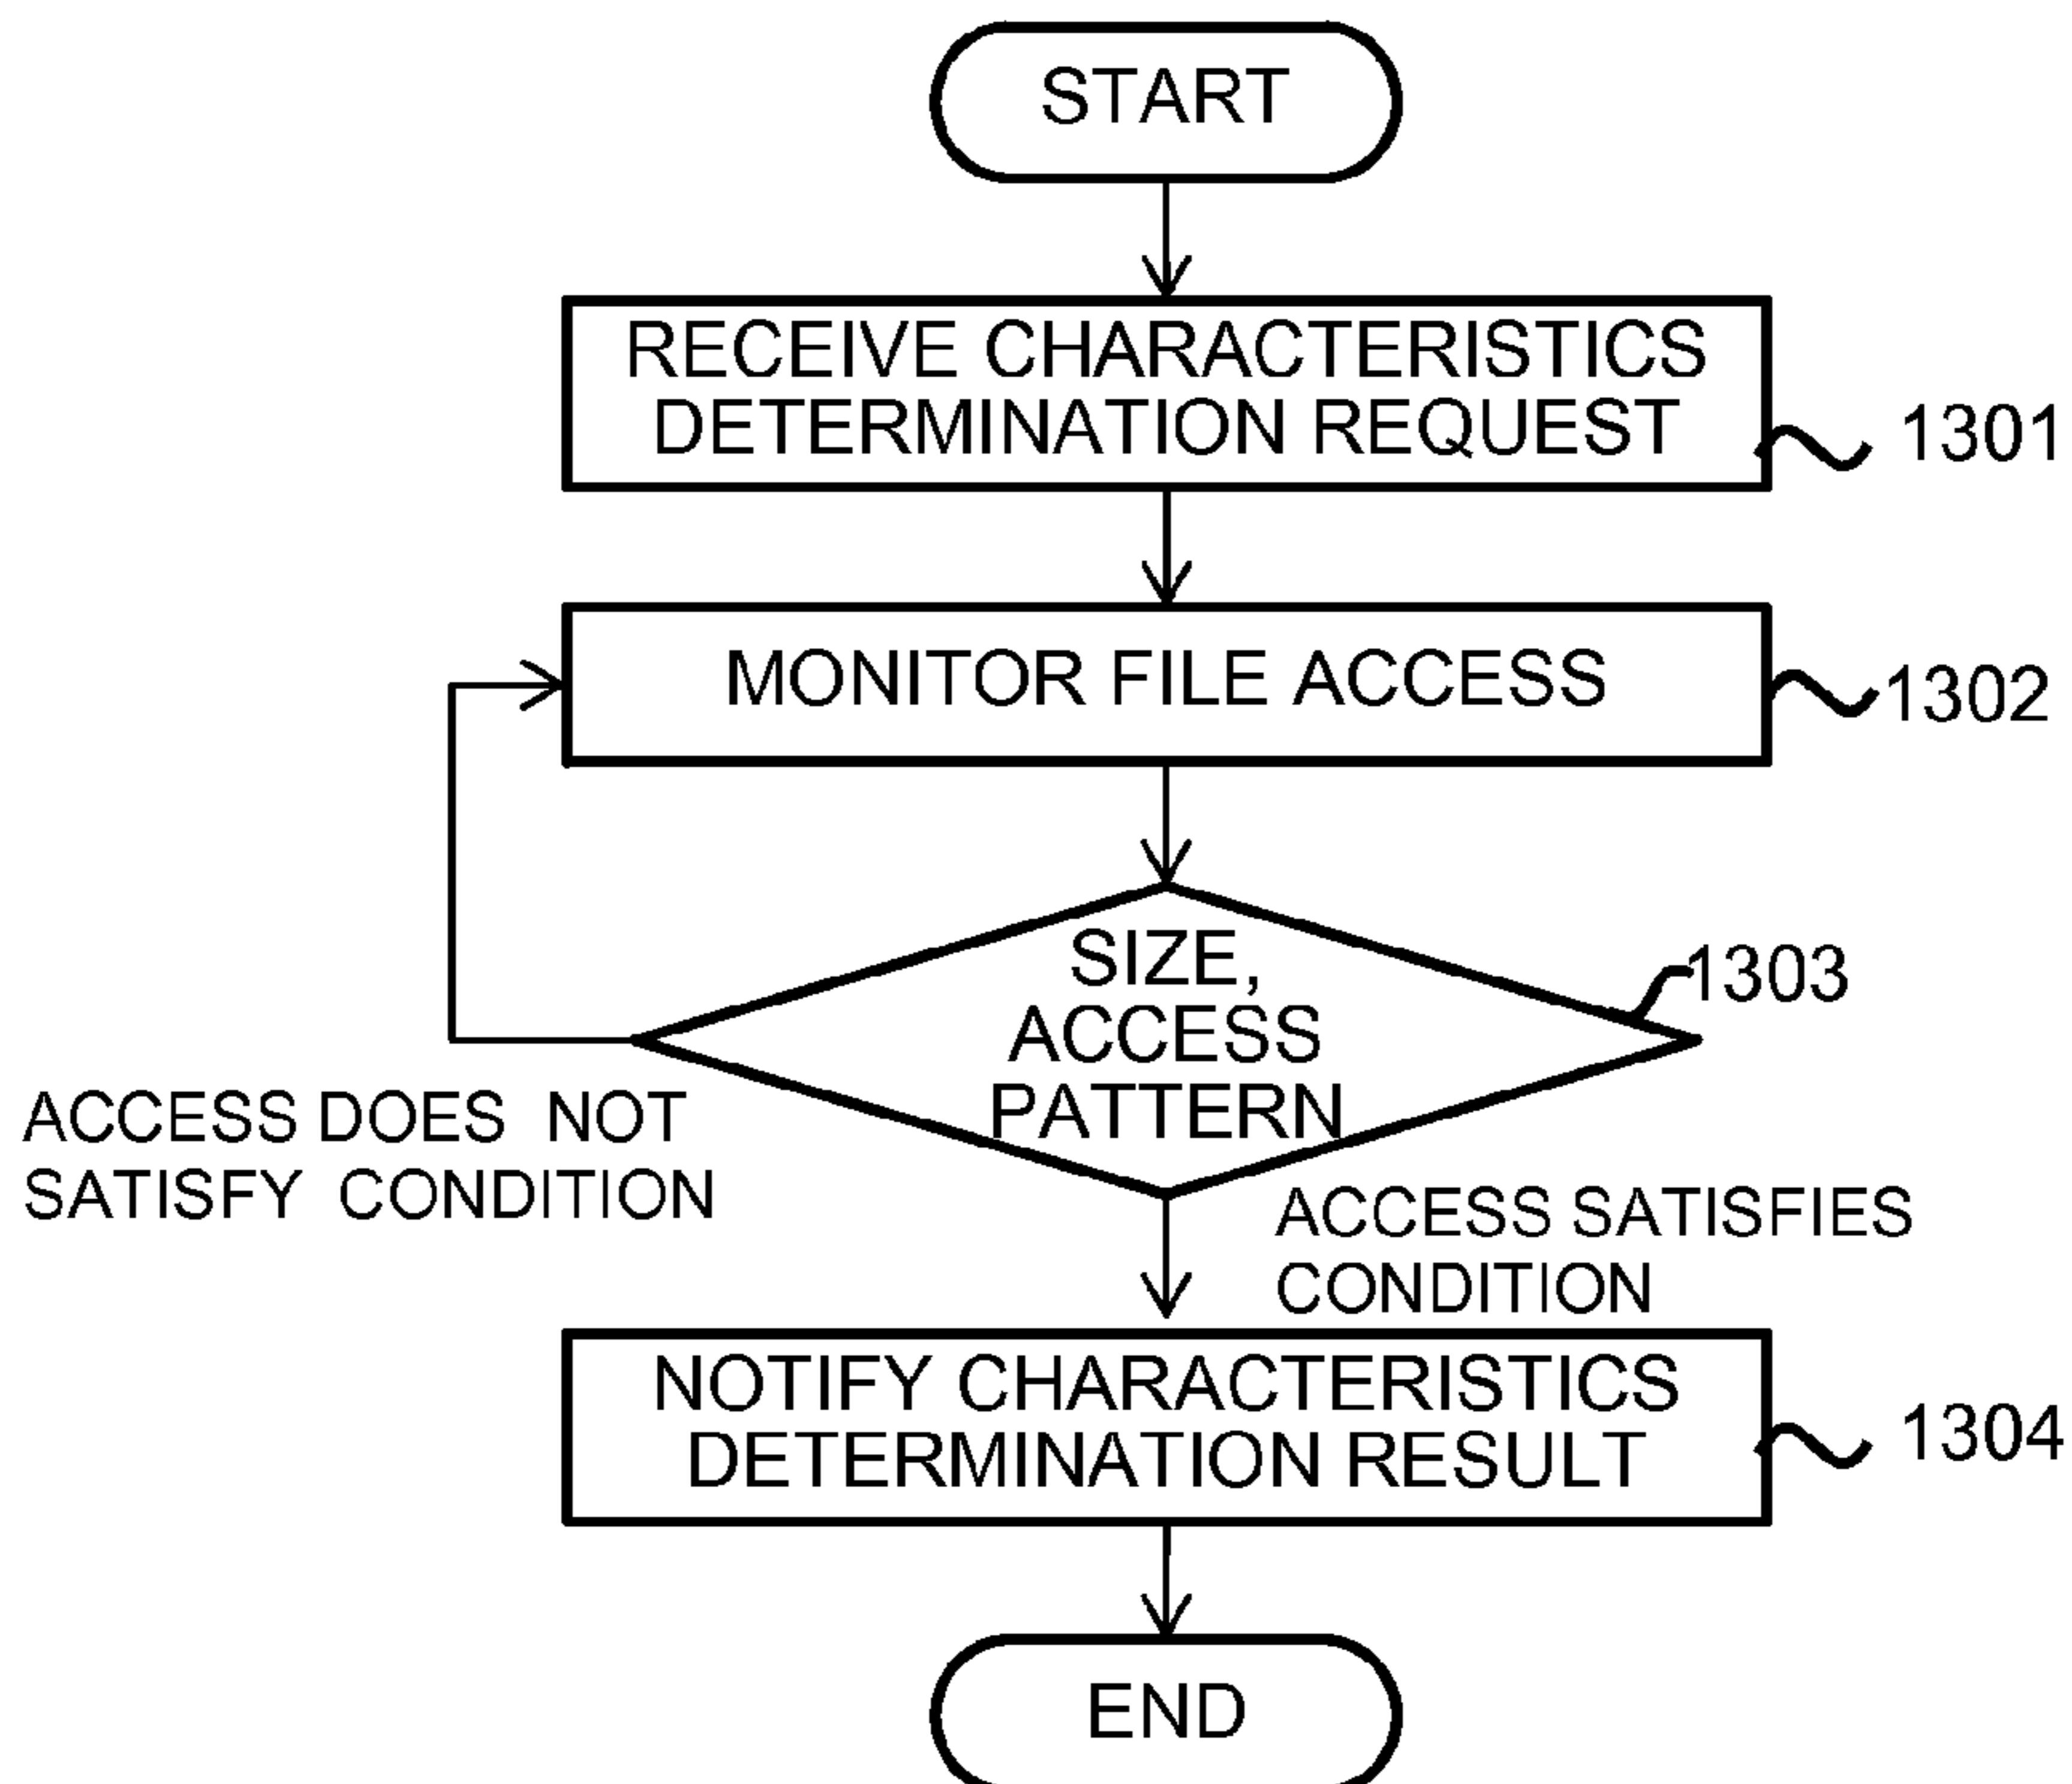 START
RECEIVE CHARACTERISTICS
DETERMINATION REQUEST
1301
MONITOR FILE ACCESS
1302
SIZE,
ACCESS
PATTERN
1303
ACCESS DOES NOT
SATISFY CONDITION
ACCESS SATISFIES
CONDITION
NOTIFY CHARACTERISTICS
DETERMINATION RESULT
1304
END